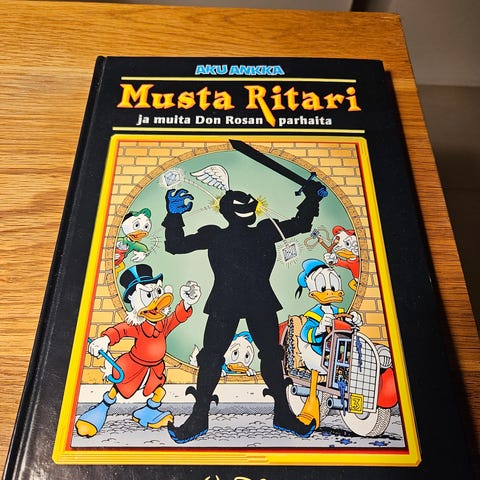 AKU ANKKA
Musta Ritari
ja muita Don Rosan parhaita